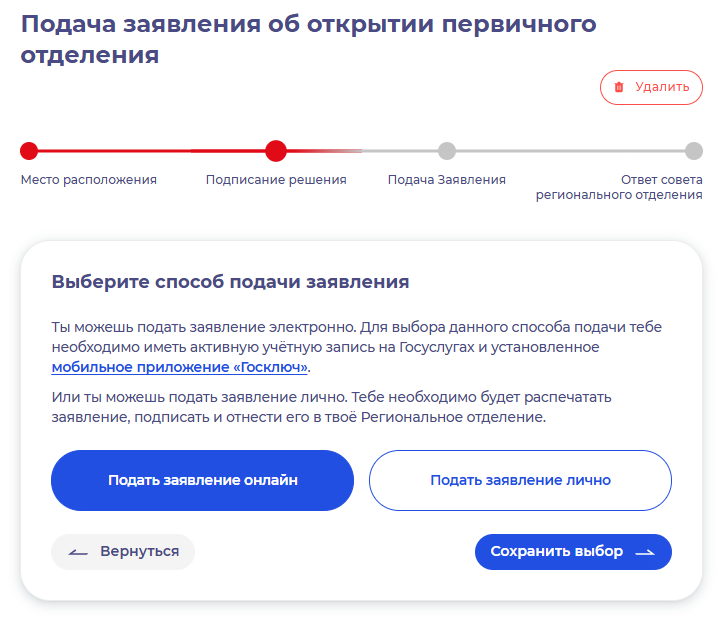 Подача заявления об открытии первичного
отделения
Удалить
Место расположения
Подписание решения
Подача Заявления
Ответ совета
регионального отделения
Выберите способ подачи заявления
Ты можешь подать заявление электронно. Для выбора данного способа подачи тебе
необходимо иметь активную учётную запись на Госуслугах и установленное
мобильное приложение «Госключ».
Или ты можешь подать заявление лично. Тебе необходимо будет распечатать
заявление, подписать и отнести его в твоё Региональное отделение.
Подать заявление онлайн
Подать заявление лично
Вернуться
Сохранить выбор